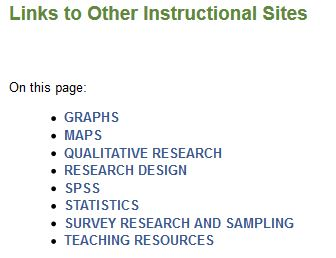 Links to Other Instructional Sites
On this page:
• GRAPHS
• MAPS
• QUALITATIVE RESEARCH
• RESEARCH DESIGN
• SPSS
• STATISTICS
• SURVEY RESEARCH AND SAMPLING
• TEACHING RESOURCES